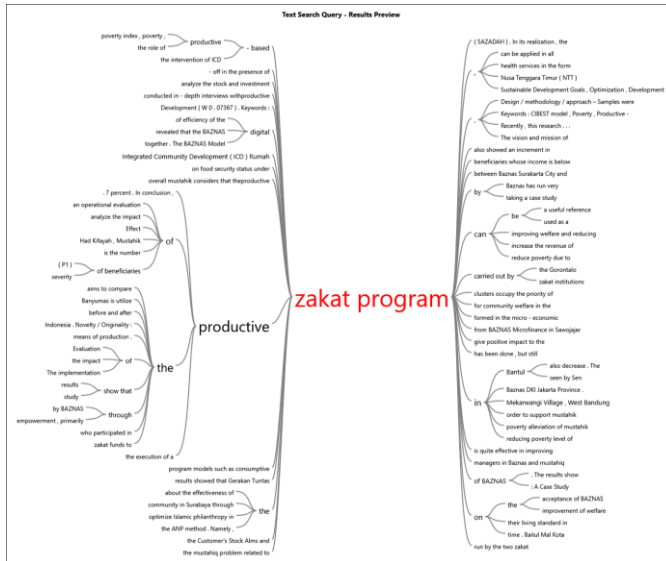 Text Search Query - Results Preview
poverty index , poverty ,
the role of
productive
the intervention of ICD
- based
- off in the presence of
analyze the stock and investment
conducted in - depth interviews withproductive
Development ( W 0 . 07367 ) . Keywords :
of efficiency of the
revealed that the BAZNAS
together . The BAZNAS Model
digital
Integrated Community Development ( ICD ) Rumah
on food security status under
overall mustahik considers that theproductive
. 7 percent . In conclusion ,
an operational evaluation
analyze the impact
Effect
Had Kifayah , Mustahik
is the number
( P1 )
severity
of beneficiaries
of
aims to compare
Banyumas is utilize
before and after
Indonesia . Novelty / Originality :
means of production .
Evaluation
the impact
The implementation
of
results
study
show that
by BAZNAS
empowerment , primarily
through
who participated in
zakat funds to
the
the execution of a
productive
program models such as consumptive
results showed that Gerakan Tuntas
about the effectiveness of
community in Surabaya through
optimize Islamic philanthropy in
the ANP method . Namely ,
the
the Customer's Stock Alms and
the mustahiq problem related to
zakat program
( SAZADAH ) . In its realization , the
,
can be applied in all
health services in the form
Nusa Tenggara Timur ( NTT )
Sustainable Development Goals , Optimization , Development
.
Design / methodology / approach – Samples were
Keywords : CIBEST model , Poverty , Productive -
Recently , this research . . .
The vision and mission of
also showed an increment in
beneficiaries whose income is below
between Baznas Surakarta City and
by
Baznas has run very
taking a case study
can
be
a useful reference
used as a
improving welfare and reducing
increase the revenue of
reduce poverty due to
carried out by
the Gorontalo
zakat institutions
clusters occupy the priority of
for community welfare in the
formed in the micro - economic
from BAZNAS Microfinance in Sawojajar
give positive impact to the
has been done , but still
in
Bantul
also decrease . The
seen by Sen
Baznas DKI Jakarta Province .
Mekarwangi Village , West Bandung
order to support mustahik
poverty alleviation of mustahik
reducing poverty level of
is quite effective in improving
managers in Baznas and mustahiq
of BAZNAS
. The results show
: A Case Study
on
the
acceptance of BAZNAS
improvement of welfare
their living standard in
time . Baitul Mal Kota
run by the two zakat